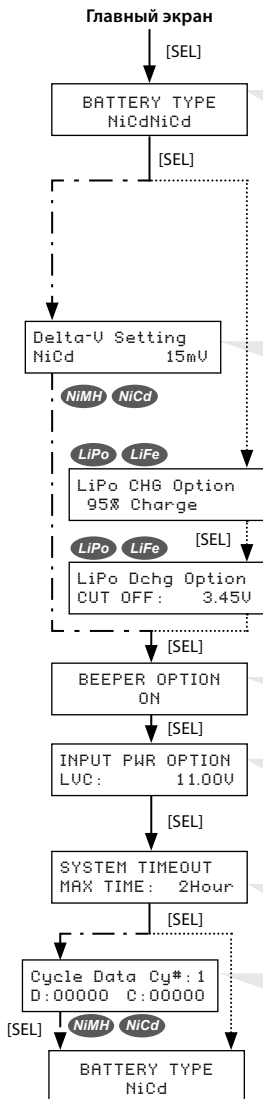 Главный экран
[SEL]
BATTERY TYPE
NiCdNiCd
[SEL]
Delta-V Setting
NiCd 15mV
NiMH NiCd
LiPo LiFe
LiPo CHG Option
95% Charge
LiPo LiFe [SEL]
LiPo Dchg Option
CUT OFF: 3.45V
[SEL]
BEEPER OPTION
ON
[SEL]
INPUT PWR OPTION
LVC: 11.00V
[SEL]
SYSTEM TIMEOUT
MAX TIME: 2Hour
[SEL]
Cycle Data Cy#:1
D:00000 C:00000
[SEL] NiMH NiCd
BATTERY TYPE
NiCd